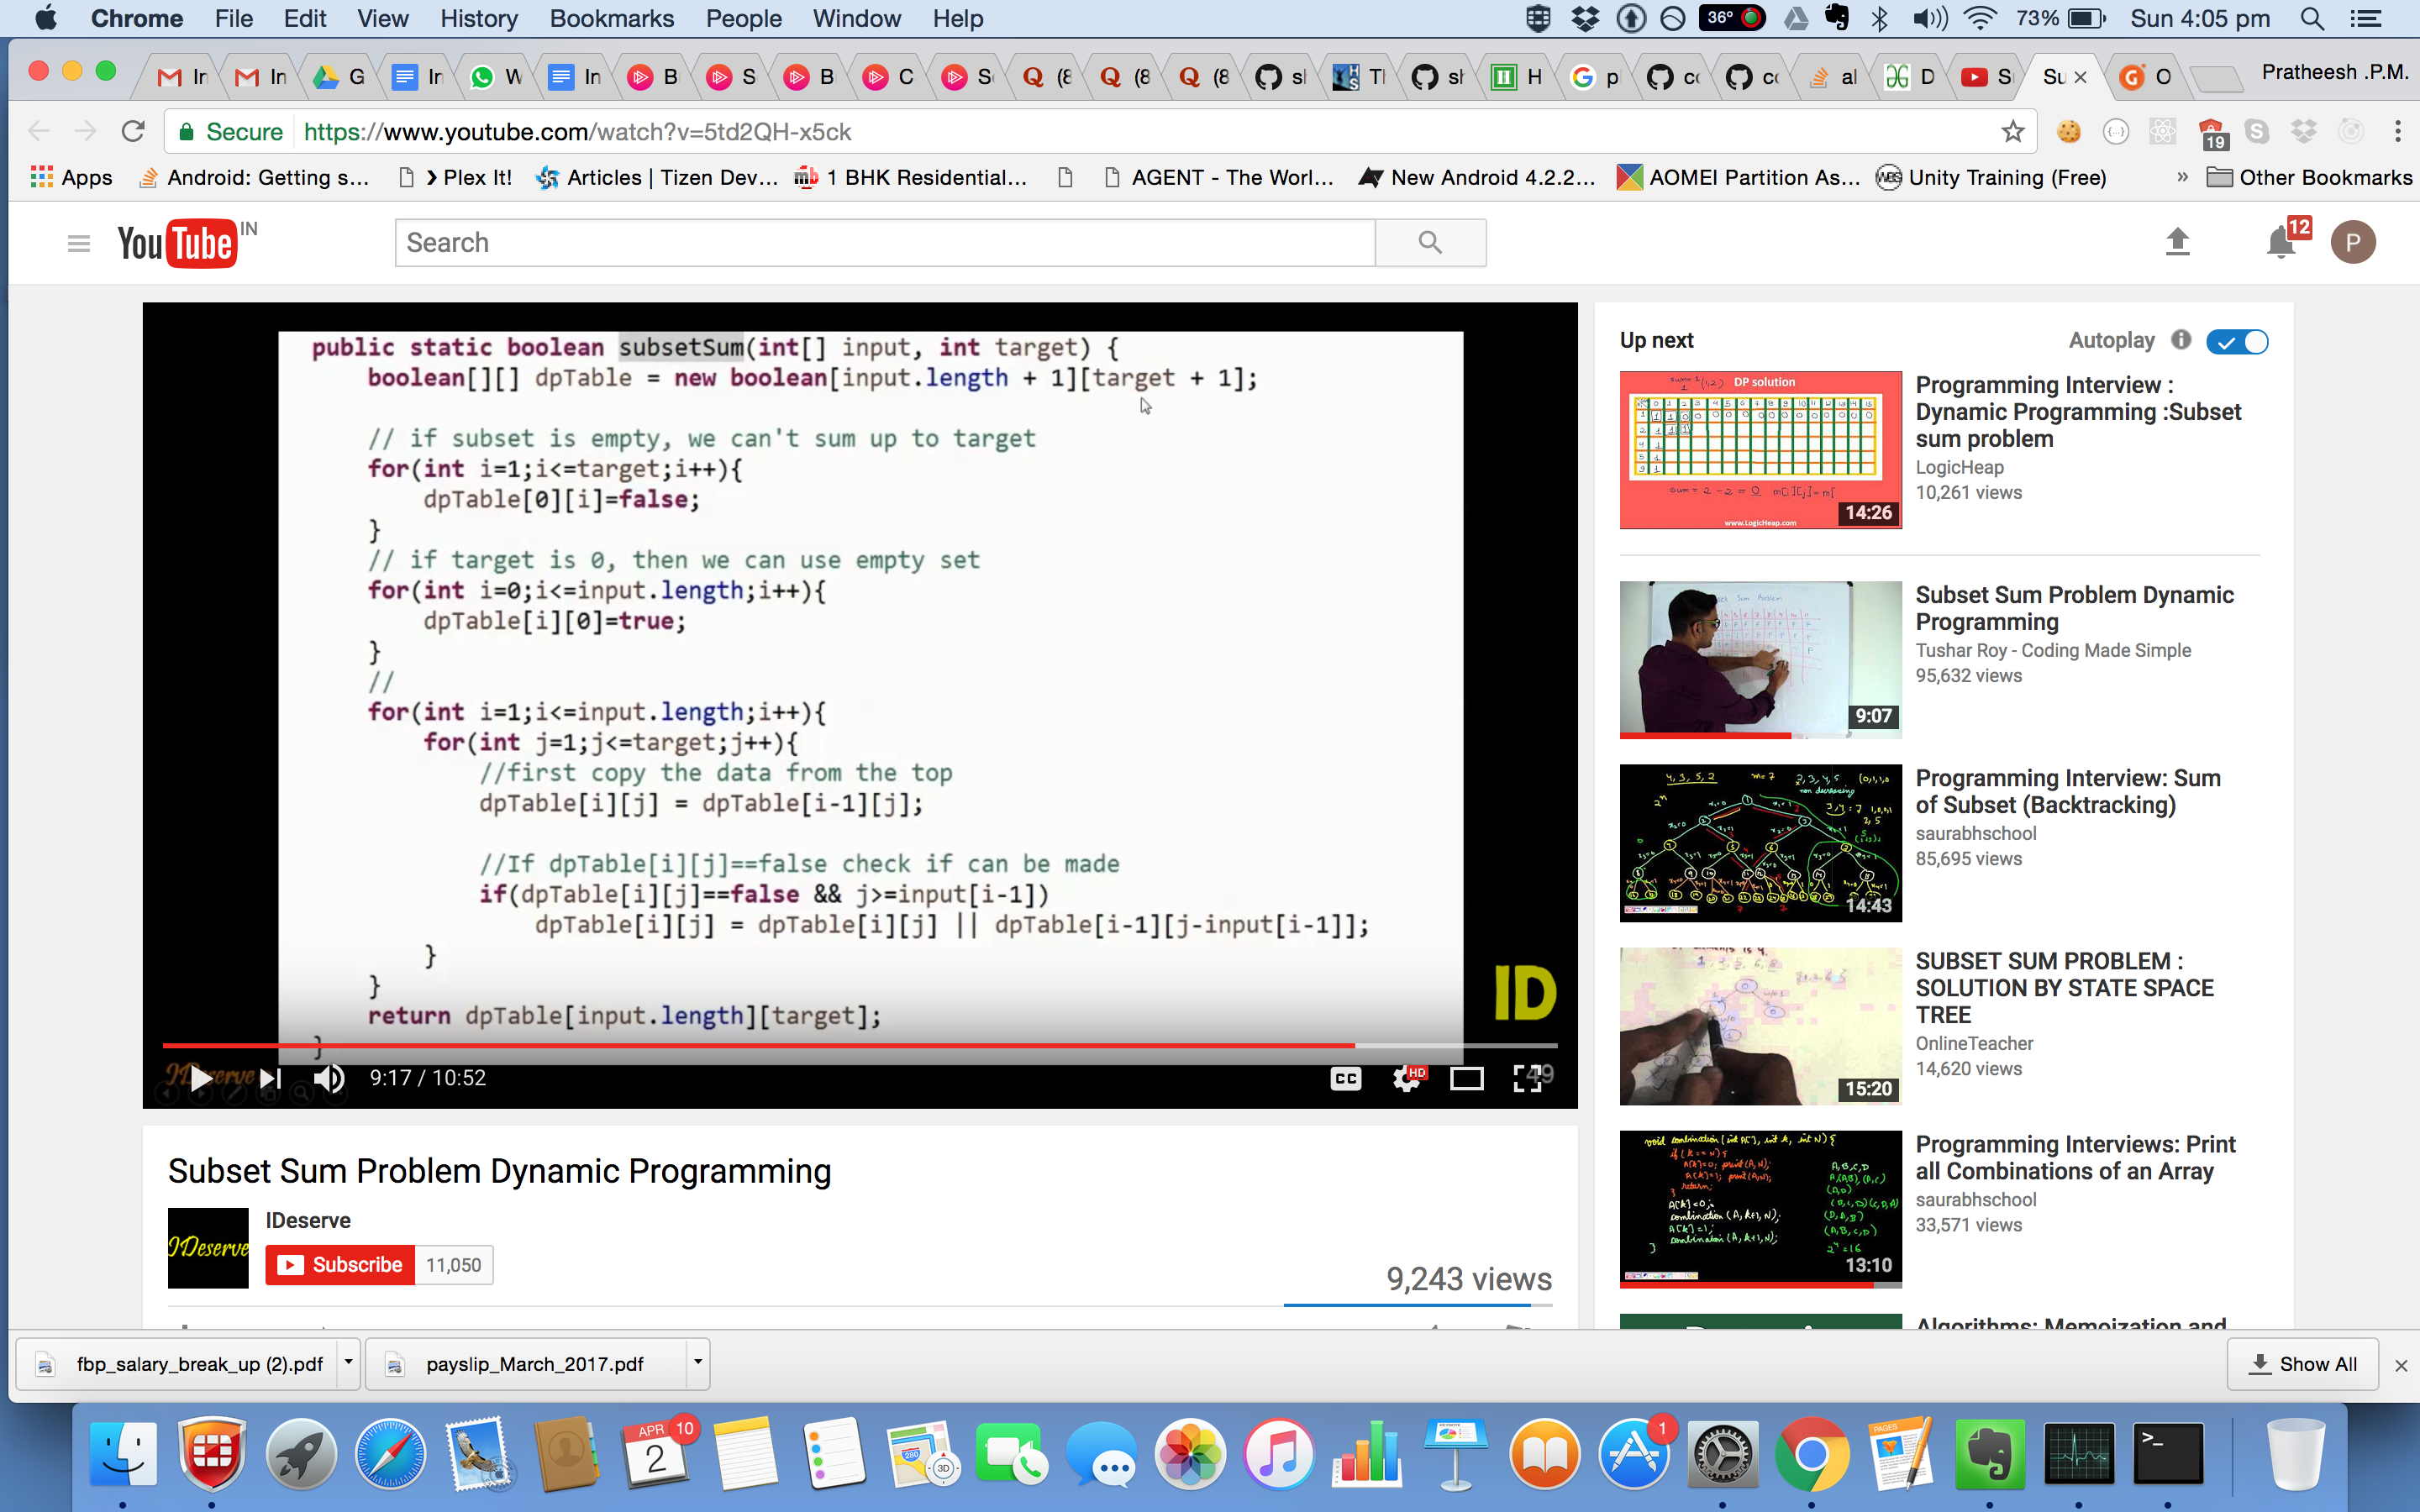 Chrome File Edit View History Bookmarks People Window Help 36° 73% Sun 4:05 pm
In In G In W In B S B C Se (8 (8 (8 sl Tl sl H p co co al D S Su O Pratheesh .P.M.
Secure https://www.youtube.com/watch?v=5td2QH-x5ck 19
Apps Android: Getting s... › Plex It! Articles | Tizen Dev... 1 BHK Residential... AGENT - The Worl... New Android 4.2.2... AOMEI Partition As... Unity Training (Free) » Other Bookmarks
YouTube IN Search 12 P
public static boolean subsetSum(int[] input, int target) {
boolean[][] dpTable = new boolean[input.length + 1][target + 1];
// if subset is empty, we can't sum up to target
for(int i=1;i<=target;i++){
dpTable[0][i]=false;
}
// if target is 0, then we can use empty set
for(int i=0;i<=input.length;i++){
dpTable[i][0]=true;
}
//
for(int i=1;i<=input.length;i++){
for(int j=1;j<=target;j++){
//first copy the data from the top
dpTable[i][j] = dpTable[i-1][j];
//If dpTable[i][j]==false check if can be made
if(dpTable[i][j]==false && j>=input[i-1])
dpTable[i][j] = dpTable[i][j] || dpTable[i-1][j-input[i-1]];
}
}
return dpTable[input.length][target];
}
ID
IDeserve
9:17 / 10:52
CC HD 49
Subset Sum Problem Dynamic Programming
IDeserve
IDeserve
Subscribe 11,050
9,243 views
Up next Autoplay
DP solution
www.LogicHeap.com
14:26
Programming Interview :
Dynamic Programming :Subset
sum problem
LogicHeap
10,261 views
9:07
Subset Sum Problem Dynamic
Programming
Tushar Roy - Coding Made Simple
95,632 views
14:43
Programming Interview: Sum
of Subset (Backtracking)
saurabhschool
85,695 views
15:20
SUBSET SUM PROBLEM :
SOLUTION BY STATE SPACE
TREE
OnlineTeacher
14,620 views
13:10
Programming Interviews: Print
all Combinations of an Array
saurabhschool
33,571 views
Algorithms: Memoization and
fbp_salary_break_up (2).pdf payslip_March_2017.pdf Show All
APR 2 10 280 3D 1 PAGES >_